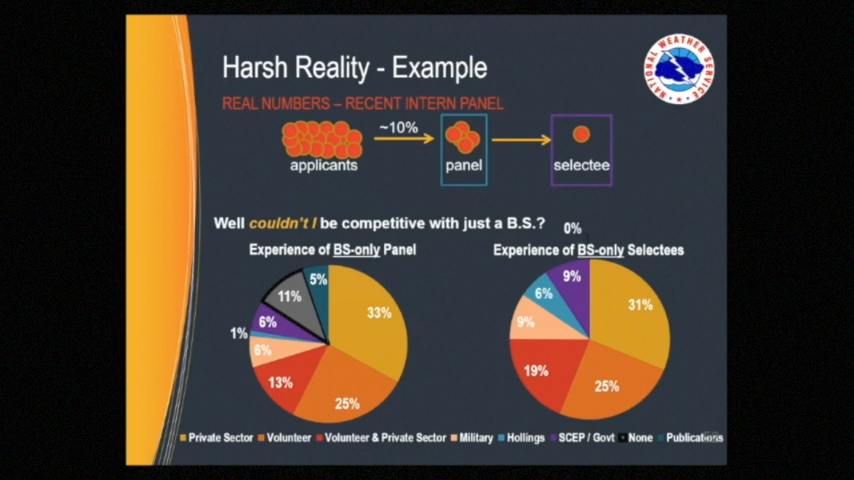 Harsh Reality - Example
NATIONAL WEATHER SERVICE
REAL NUMBERS – RECENT INTERN PANEL
~10%
applicants
panel
selectee
Well couldn't I be competitive with just a B.S.?
0%
Experience of BS-only Panel
Experience of BS-only Selectees
5%
11%
33%
6%
1%
6%
13%
25%
9%
6%
31%
9%
19%
25%
Private Sector Volunteer Volunteer & Private Sector Military Hollings SCEP / Govt None Publications